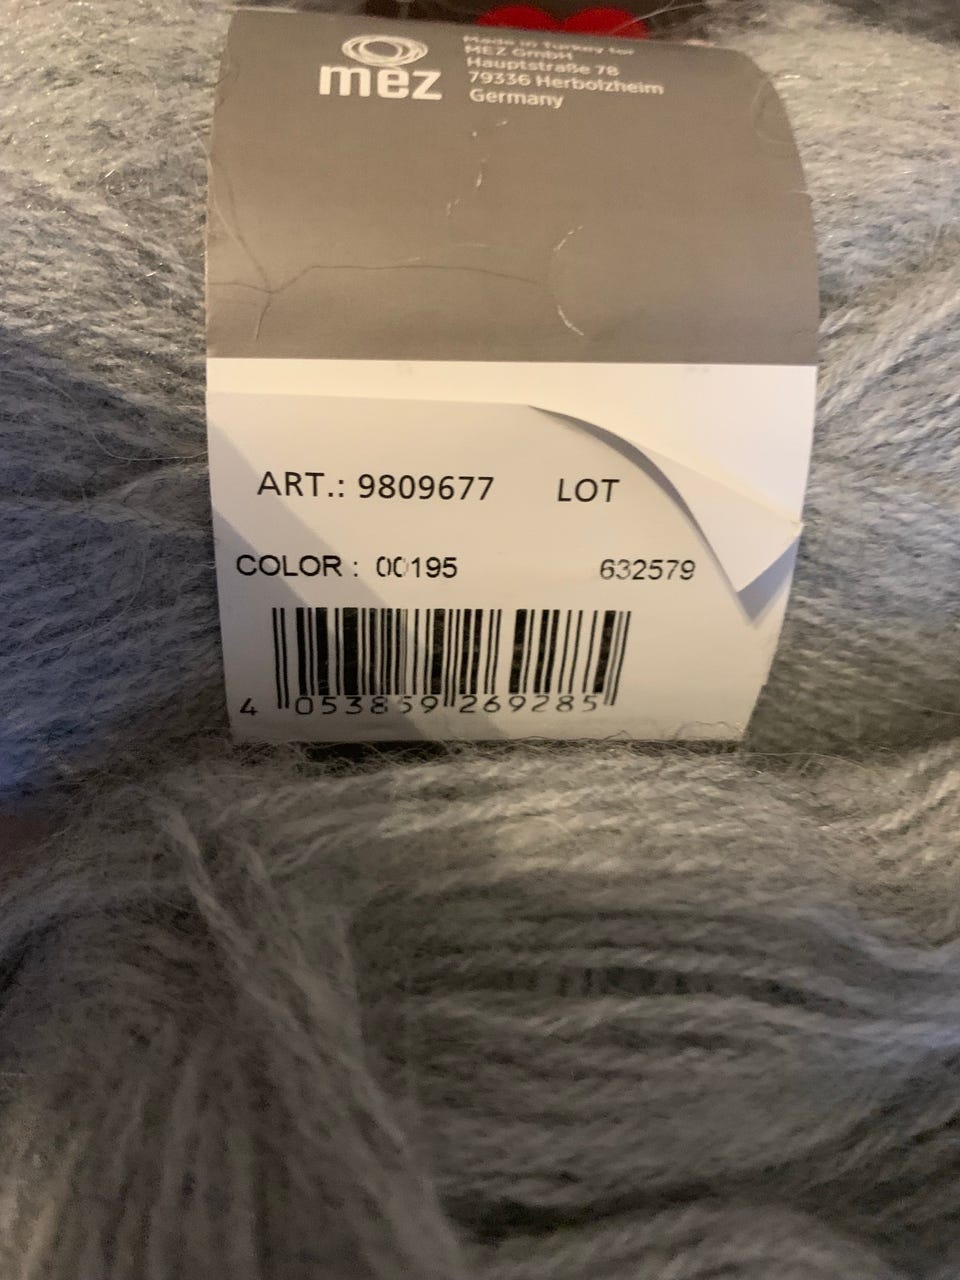 mez
Made in Turkey for
MEZ GmbH
Hauptstraße 78
79336 Herbolzheim
Germany
ART.: 9809677 LOT
COLOR : 00195 632579
4 053859 269285